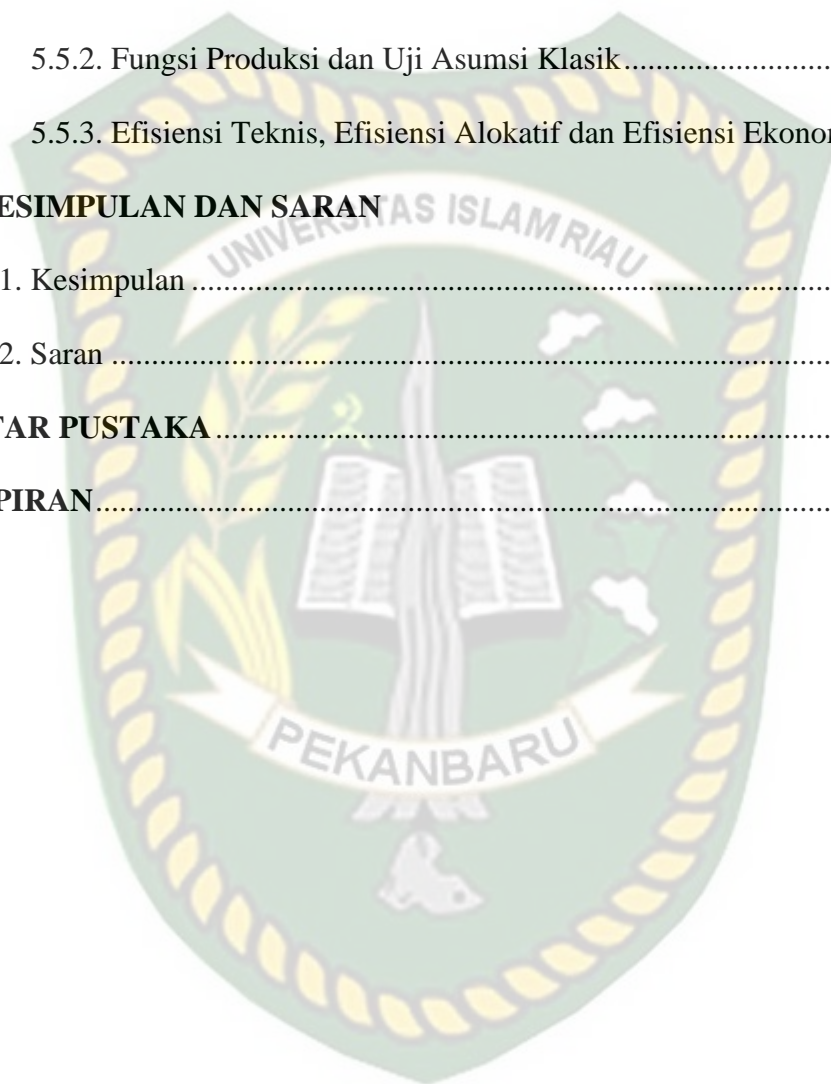 5.5.2. Fungsi Produksi dan Uji Asumsi Klasik..........................
5.5.3. Efisiensi Teknis, Efisiensi Alokatif dan Efisiensi Ekonor
ESIMPULAN DAN SARAN
UNIVERSITAS ISLAM RIAU
1. Kesimpulan ................................................................................
2. Saran ..........................................................................................
TAR PUSTAKA .............................................................................
PIRAN............................................................................................
PEKANBARU